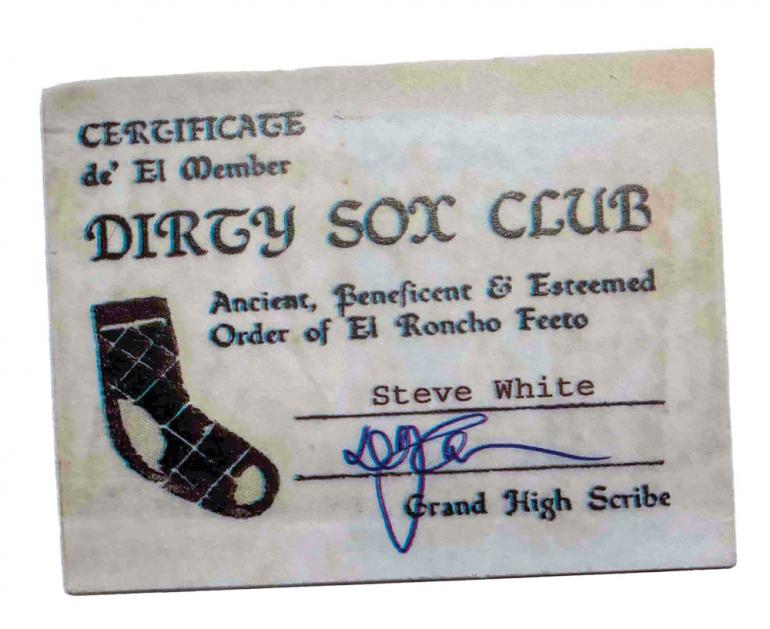 CERTIFICATE
de' El Member
DIRTY SOX CLUB
Ancient, Beneficent & Esteemed
Order of El Roncho Feeto
Steve White
Grand High Scribe